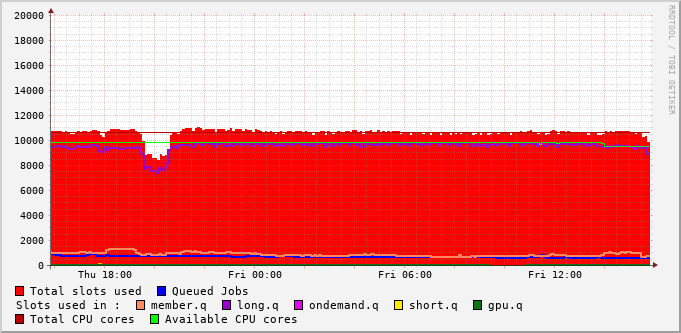 RRDTOOL / TOBI OETIKER
20000
18000
16000
14000
12000
10000
8000
6000
4000
2000
0
Thu 18:00 Fri 00:00 Fri 06:00 Fri 12:00
Total slots used Queued Jobs
Slots used in : member.q long.q ondemand.q short.q gpu.q
Total CPU cores Available CPU cores